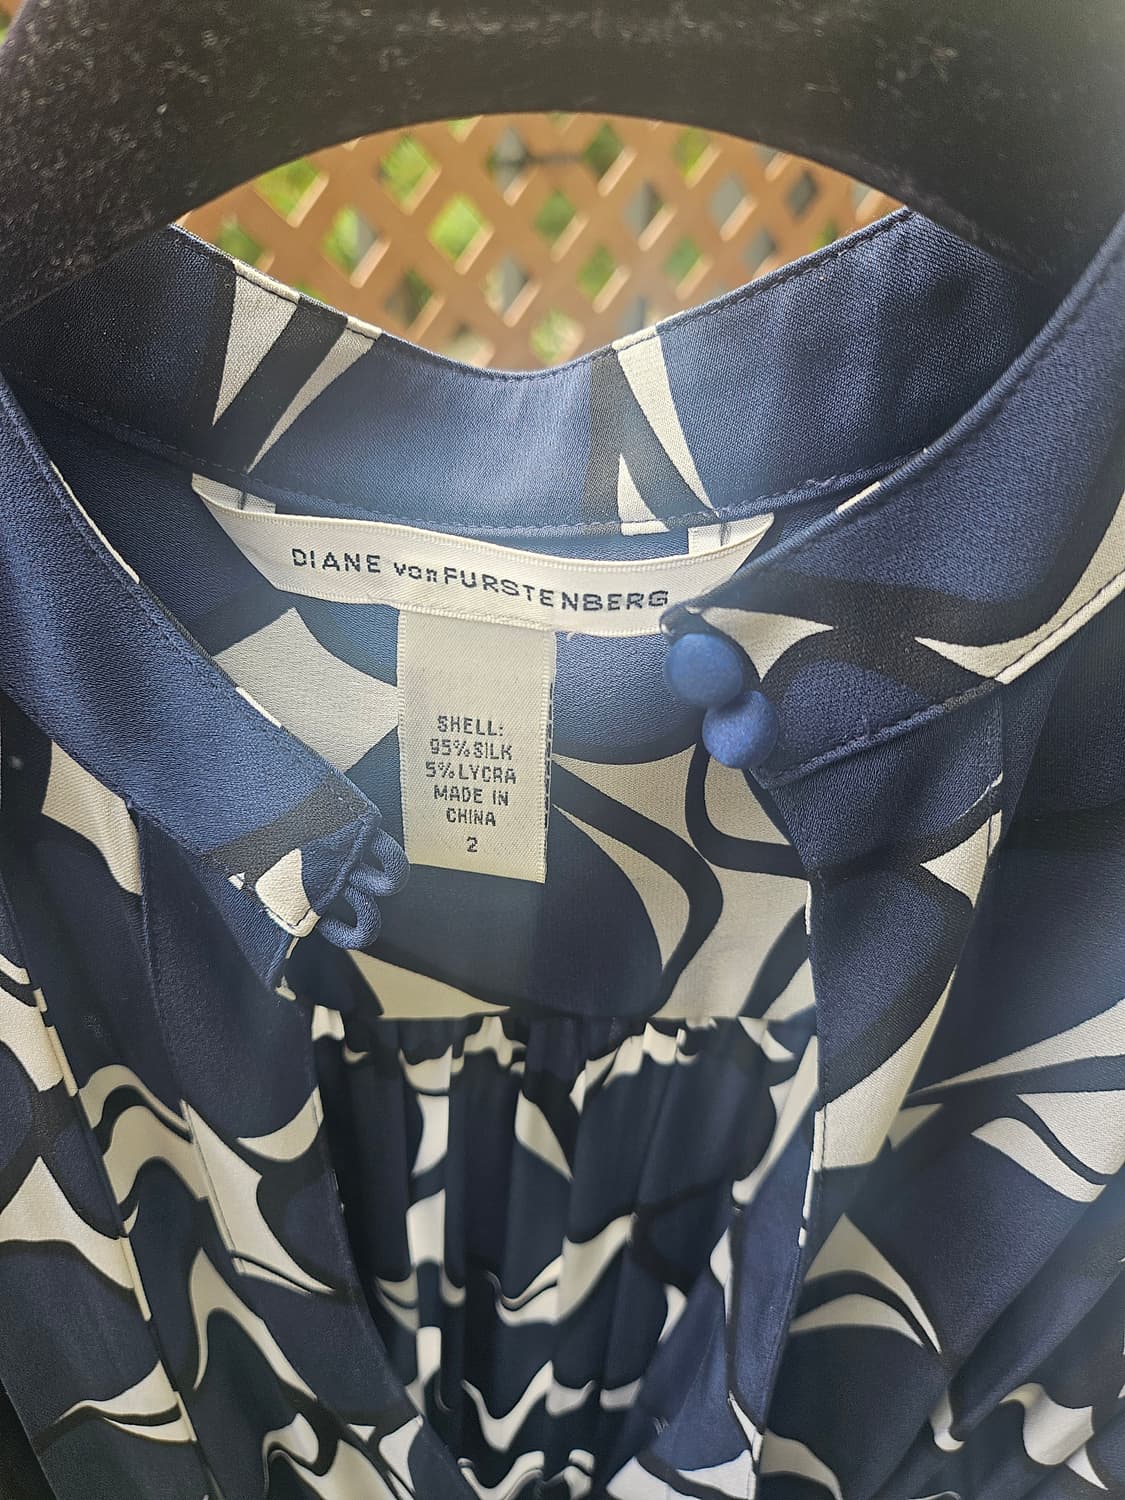 DIANE von FURSTENBERG
SHELL:
95% SILK
5% LYCRA
MADE IN
CHINA
2